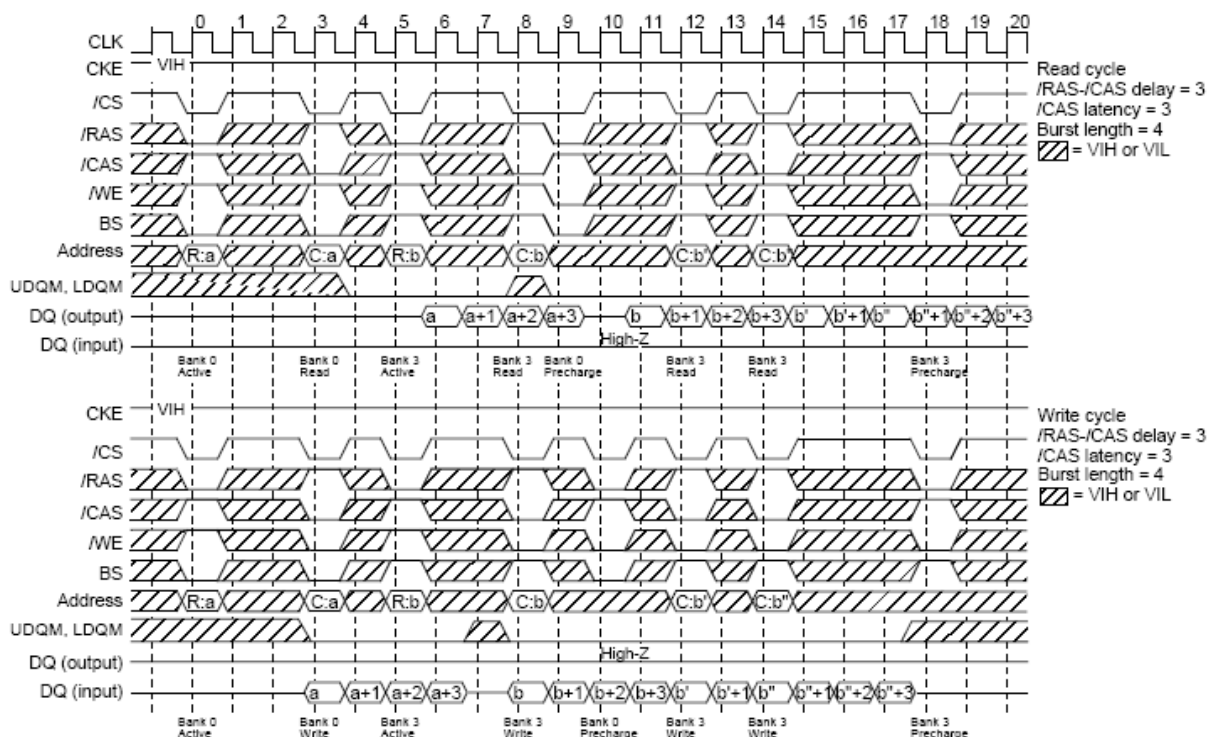 0 1 2 3 4 5 6 7 8 9 10 11 12 13 14 15 16 17 18 19 20
CLK
CKE VIH
/CS
/RAS
/CAS
/WE
BS
Address R:a C:a R:b C:b C:b' C:b"
UDQM, LDQM
DQ (output) a a+1 a+2 a+3 b b+1 b+2 b+3 b' b'+1 b" b"+1 b"+2 b"+3
DQ (input) High-Z
Bank 0 Active
Bank 0 Read
Bank 3 Active
Bank 3 Read
Bank 0 Precharge
Bank 3 Read
Bank 3 Read
Bank 3 Precharge
Read cycle
/RAS-/CAS delay = 3
/CAS latency = 3
Burst length = 4
= VIH or VIL
CKE VIH
/CS
/RAS
/CAS
/WE
BS
Address R:a C:a R:b C:b C:b' C:b"
UDQM, LDQM
DQ (output) High-Z
DQ (input) a a+1 a+2 a+3 b b+1 b+2 b+3 b' b'+1 b" b"+1 b"+2 b"+3
Bank 0 Active
Bank 0 Write
Bank 3 Active
Bank 3 Write
Bank 0 Precharge
Bank 3 Write
Bank 3 Write
Bank 3 Precharge
Write cycle
/RAS-/CAS delay = 3
/CAS latency = 3
Burst length = 4
= VIH or VIL